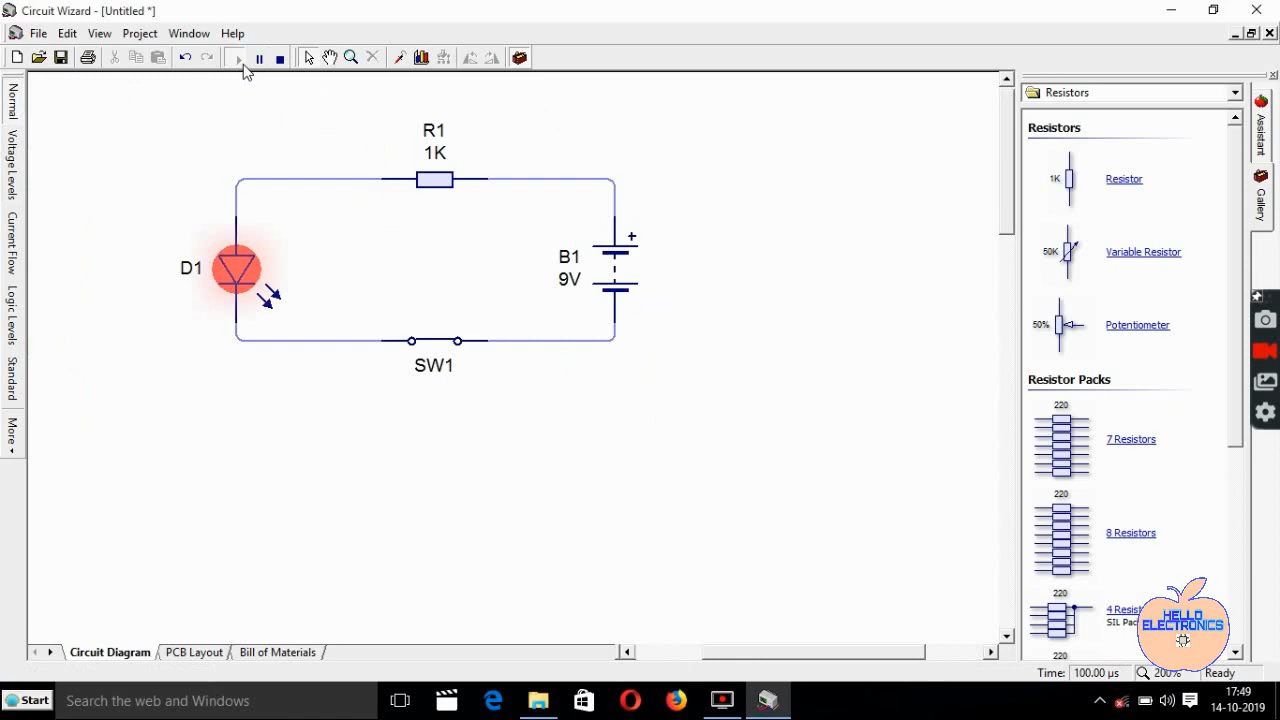 Circuit Wizard - [Untitled *]
File Edit View Project Window Help
Normal
Voltage Levels
Current Flow
Logic Levels
Standard
More
R1
1K
D1
B1
9V
+
SW1
Resistors
Resistors
1K Resistor
50K Variable Resistor
50% Potentiometer
Resistor Packs
220
7 Resistors
220
8 Resistors
220
4 Resist
SIL Pac
220
Assistant
Gallery
HELLO
ELECTRONICS
Circuit Diagram PCB Layout Bill of Materials
Time: 100.00 µs 200% Ready
Start Search the web and Windows
17:49
14-10-2019